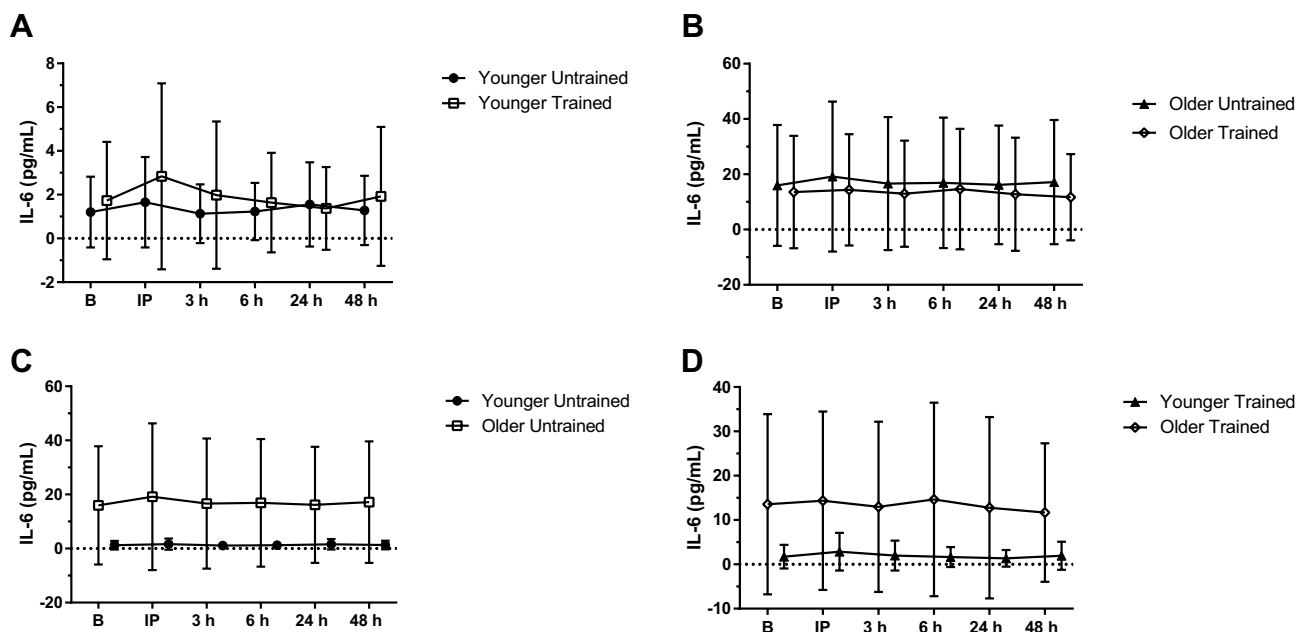 A
IL-6 (pg/mL)
8
6
4
2
0
-2
B IP 3 h 6 h 24 h 48 h
Younger Untrained
Younger Trained
B
IL-6 (pg/mL)
60
40
20
0
-20
B IP 3 h 6 h 24 h 48 h
Older Untrained
Older Trained
C
IL-6 (pg/mL)
60
40
20
0
-20
B IP 3 h 6 h 24 h 48 h
Younger Untrained
Older Untrained
D
IL-6 (pg/mL)
40
30
20
10
0
-10
B IP 3 h 6 h 24 h 48 h
Younger Trained
Older Trained